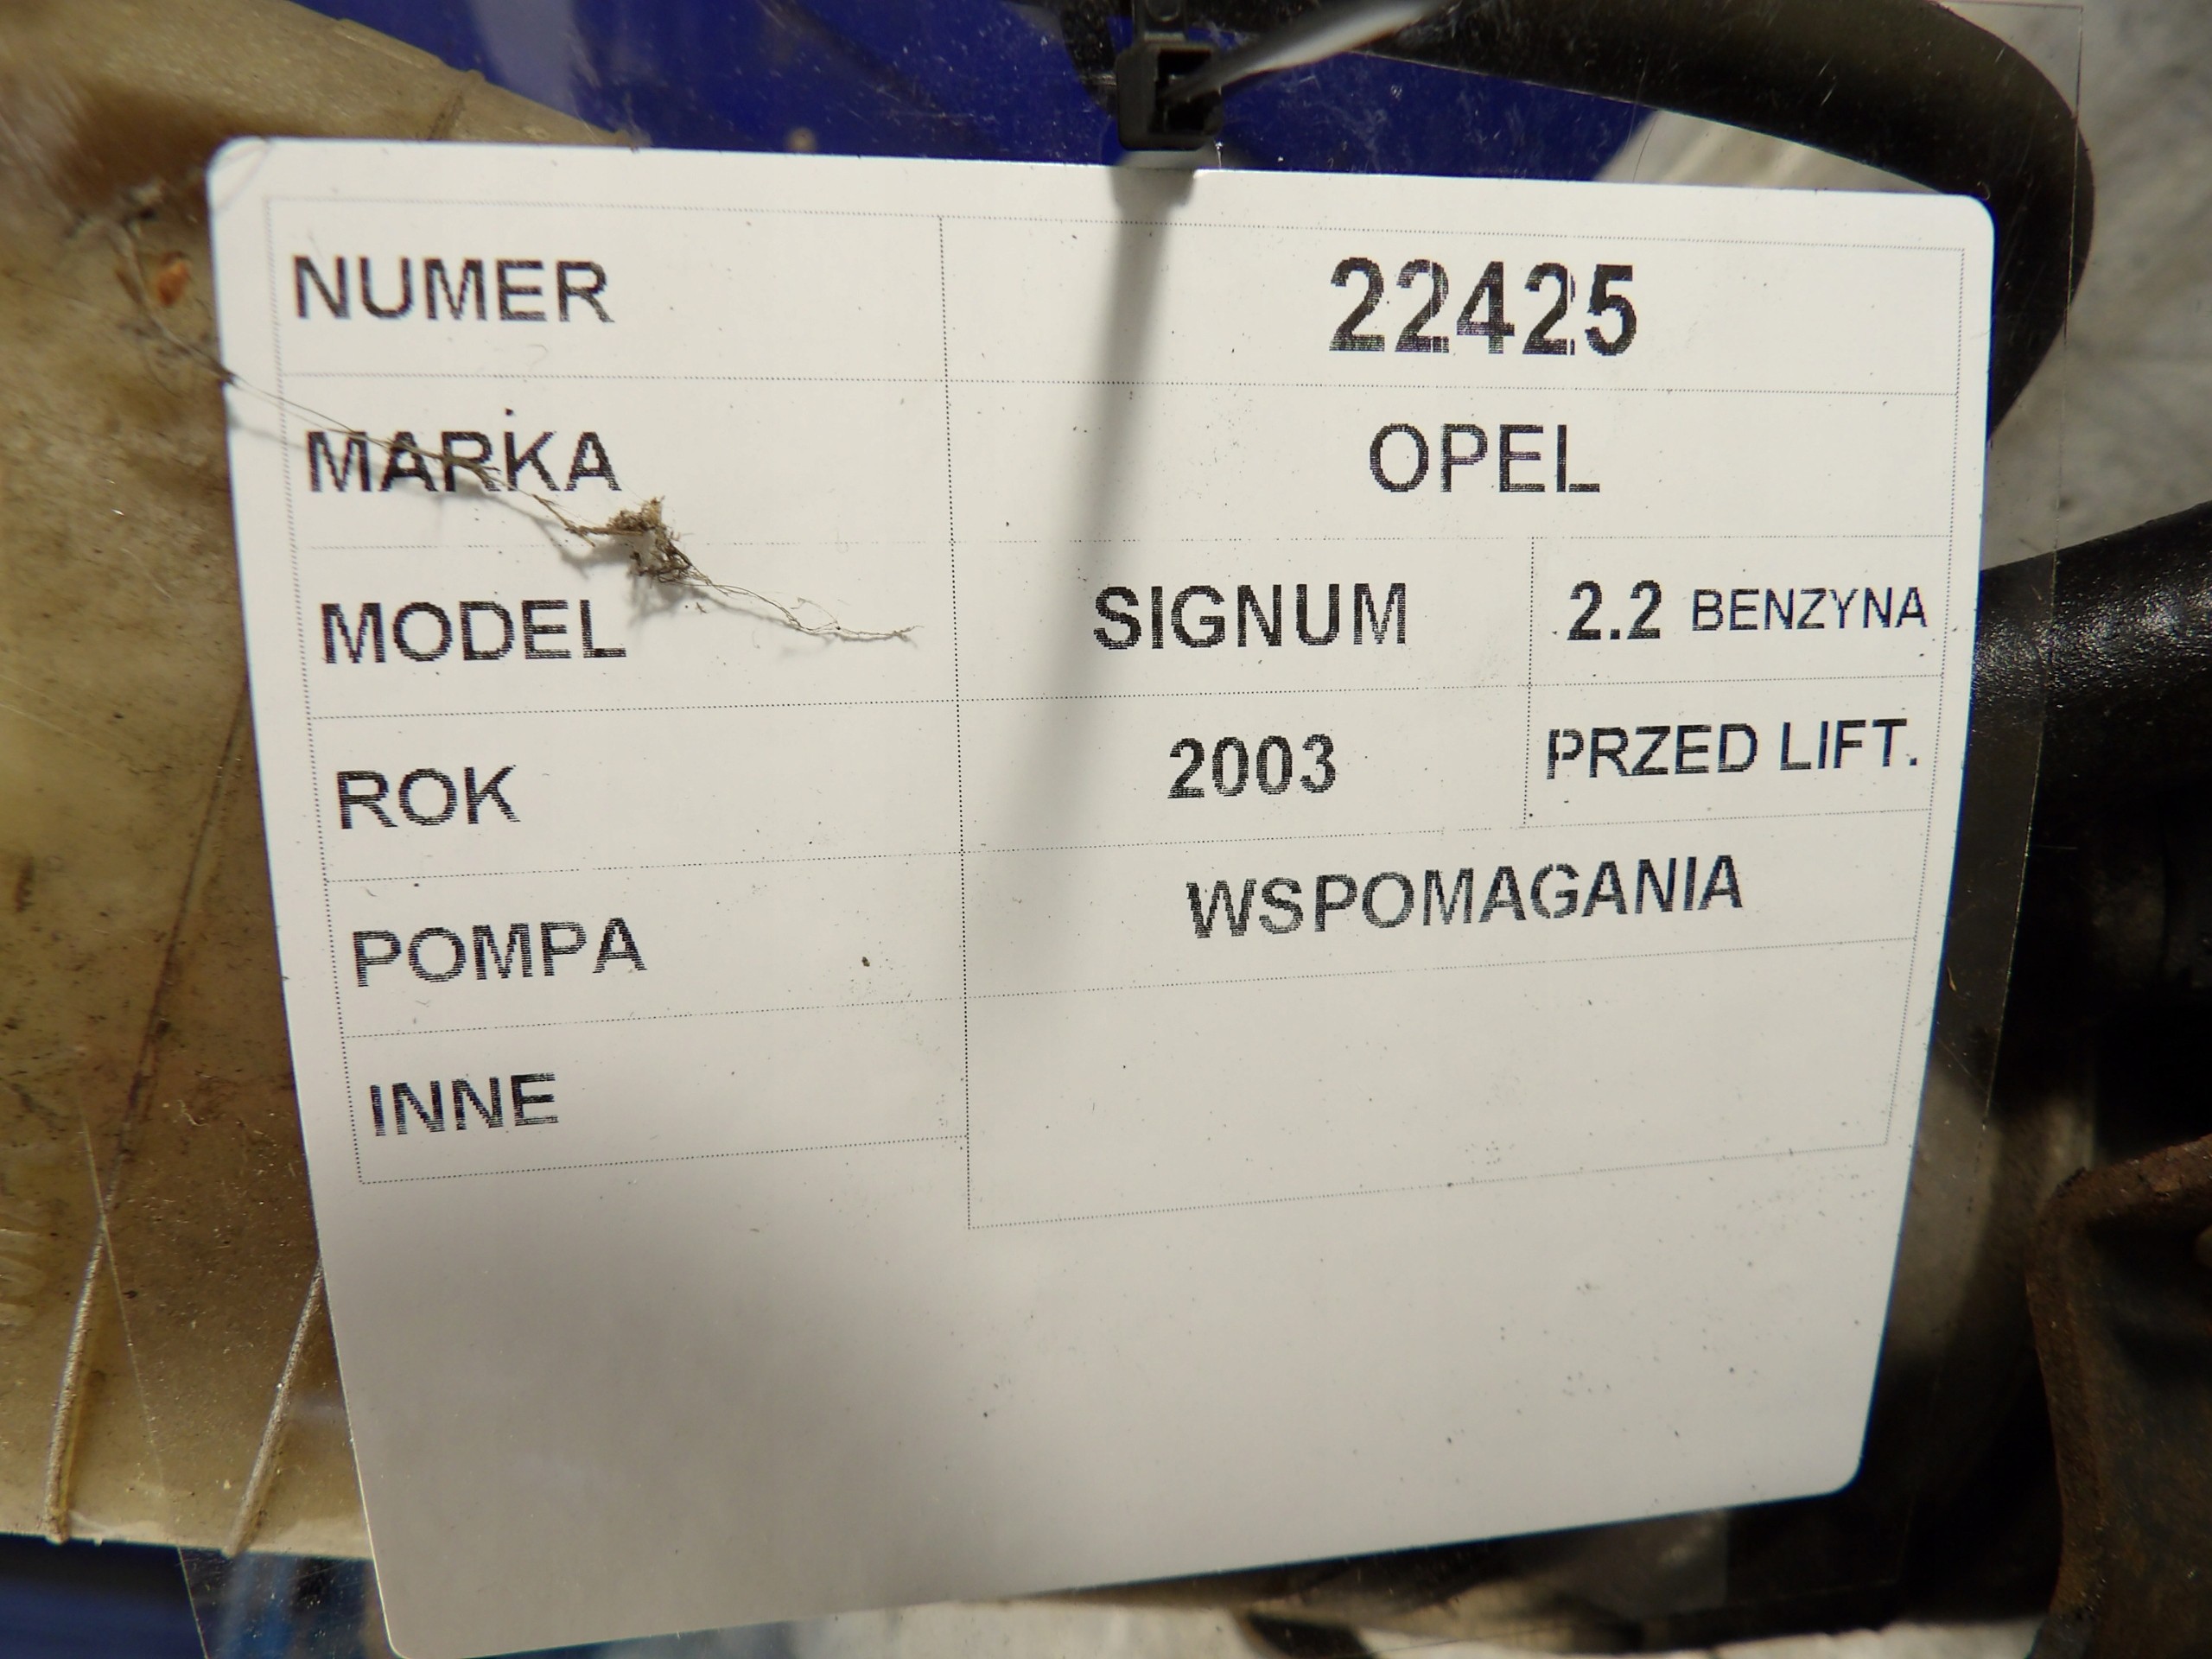 NUMER 22425
MARKA OPEL
MODEL SIGNUM 2.2 BENZYNA
ROK 2003 PRZED LIFT.
POMPA WSPOMAGANIA
INNE